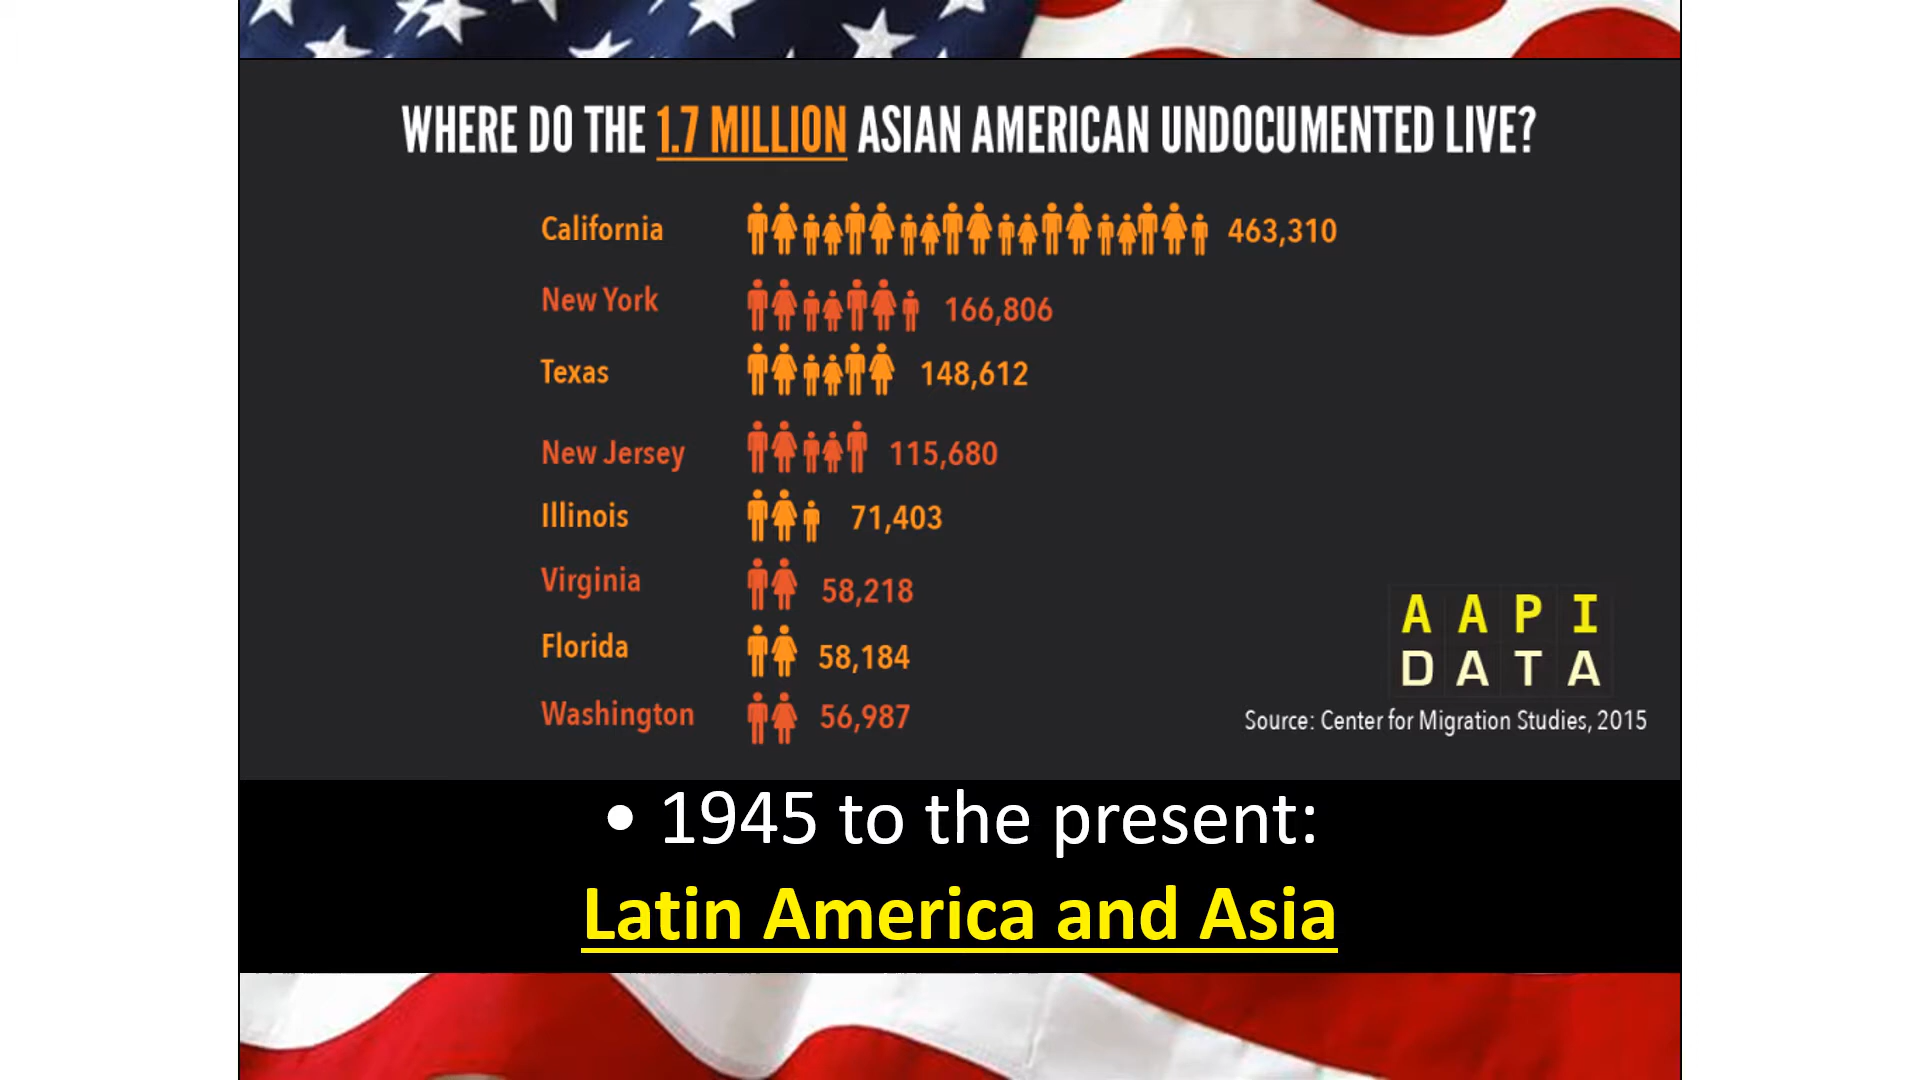 WHERE DO THE 1.7 MILLION ASIAN AMERICAN UNDOCUMENTED LIVE?
California 463,310
New York 166,806
Texas 148,612
New Jersey 115,680
Illinois 71,403
Virginia 58,218
Florida 58,184
Washington 56,987
AAPI
DATA
Source: Center for Migration Studies, 2015
• 1945 to the present:
Latin America and Asia